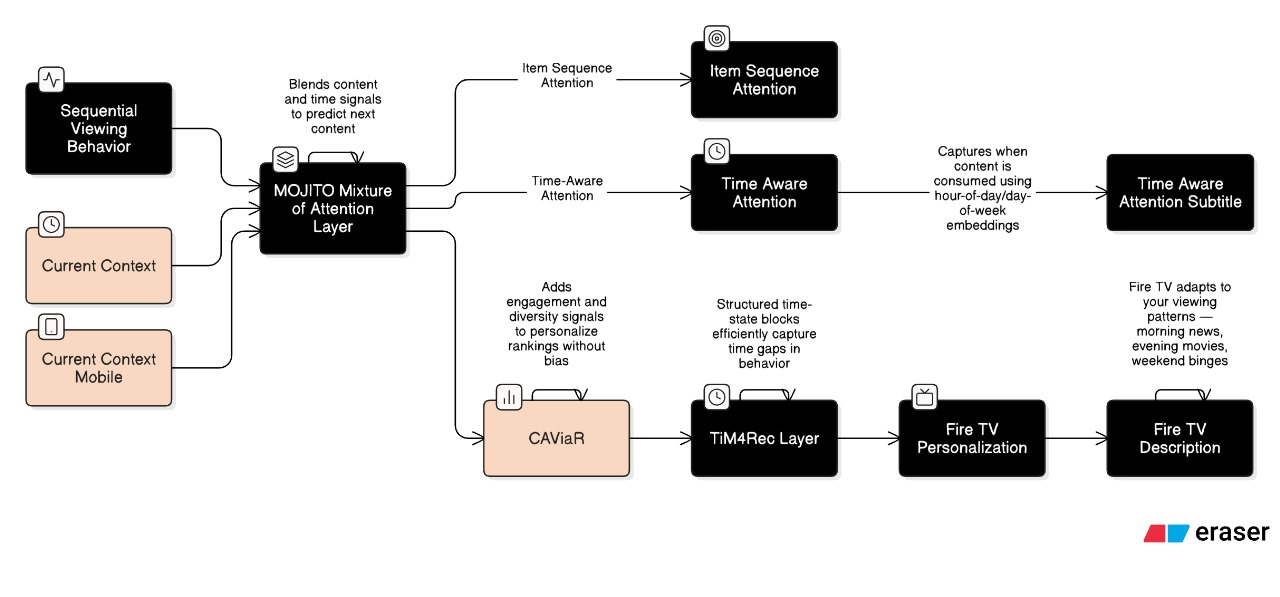 Sequential
Viewing
Behavior
Current Context
Current Context
Mobile
Blends content
and time signals
to predict next
content
MOJITO Mixture
of Attention
Layer
Item Sequence
Attention
Item Sequence
Attention
Time-Aware
Attention
Time Aware
Attention
Captures when
content is
consumed using
hour-of-day/day-
of-week
embeddings
Time Aware
Attention Subtitle
Adds
engagement and
diversity signals
to personalize
rankings without
bias
CAViaR
Structured time-
state blocks
efficiently capture
time gaps in
behavior
TiM4Rec Layer
Fire TV
Personalization
Fire TV adapts to
your viewing
patterns —
morning news,
evening movies,
weekend binges
Fire TV
Description
eraser